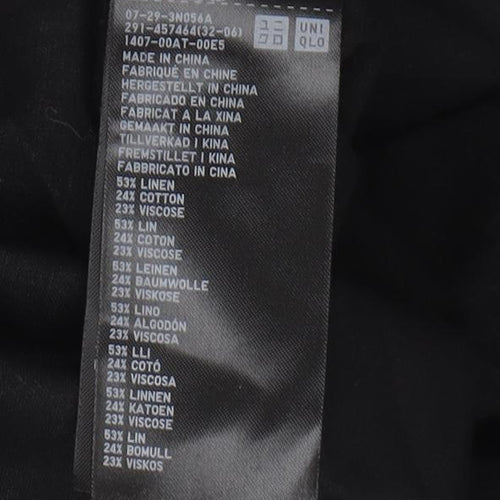 07-29-3N056A
291-457464(32-06)
1407-00AT-00E5
ユニ
クロ
UNI
QLO
MADE IN CHINA
FABRIQUÉ EN CHINE
HERGESTELLT IN CHINA
FABRICADO EN CHINA
FABRICAT A LA XINA
GEMAAKT IN CHINA
TILLVERKAD I KINA
FREMSTILLET I KINA
FABBRICATO IN CINA
53% LINEN
24% COTTON
23% VISCOSE
53% LIN
24% COTON
23% VISCOSE
53% LEINEN
24% BAUMWOLLE
23% VISKOSE
53% LINO
24% ALGODÓN
23% VISCOSA
53% LLI
24% COTÓ
23% VISCOSA
53% LINNEN
24% KATOEN
23% VISCOSE
53% LIN
24% BOMULL
23% VISKOS